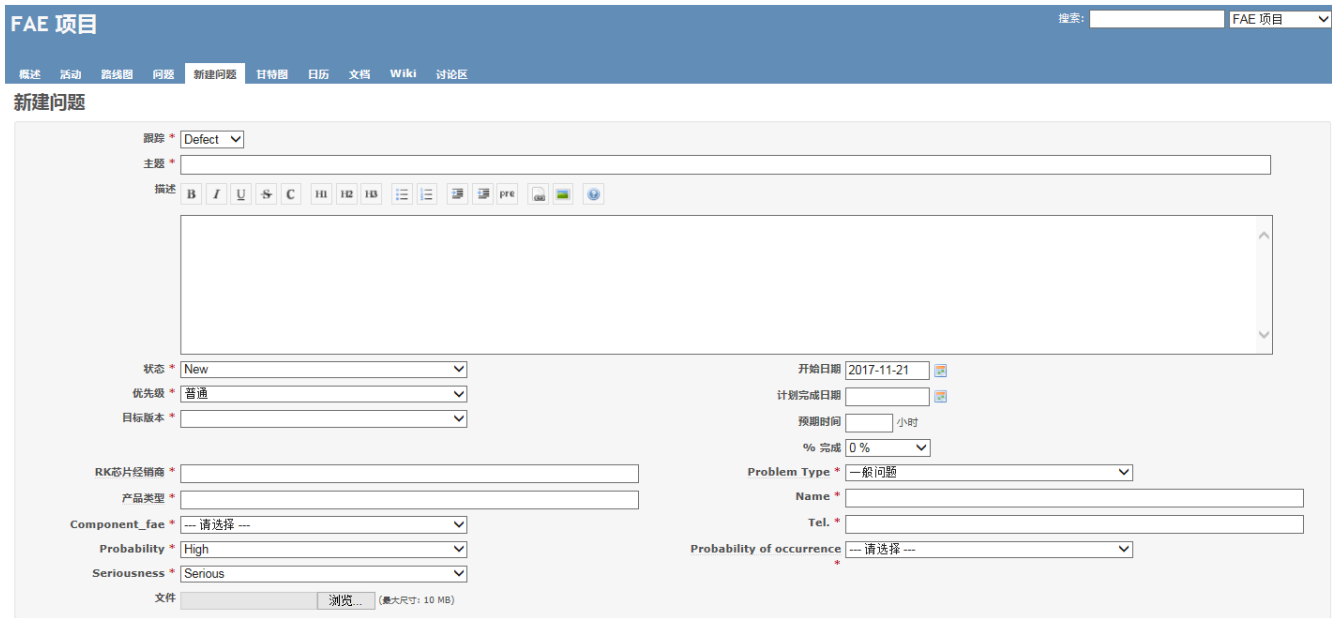 FAE 项目
搜索: FAE 项目
概述 活动 路线图 问题 新建问题 甘特图 日历 文档 Wiki 讨论区
新建问题
跟踪 * Defect
主题 *
描述 B I U S C H1 H2 H3 pre
状态 * New 开始日期 2017-11-21
优先级 * 普通 计划完成日期
目标版本 * 预期时间 小时
% 完成 0 %
RK芯片经销商 * Problem Type * 一般问题
产品类型 * Name *
Component_fae * --- 请选择 --- Tel. *
Probability * High Probability of occurrence * --- 请选择 ---
Seriousness * Serious
文件 浏览... (最大尺寸: 10 MB)